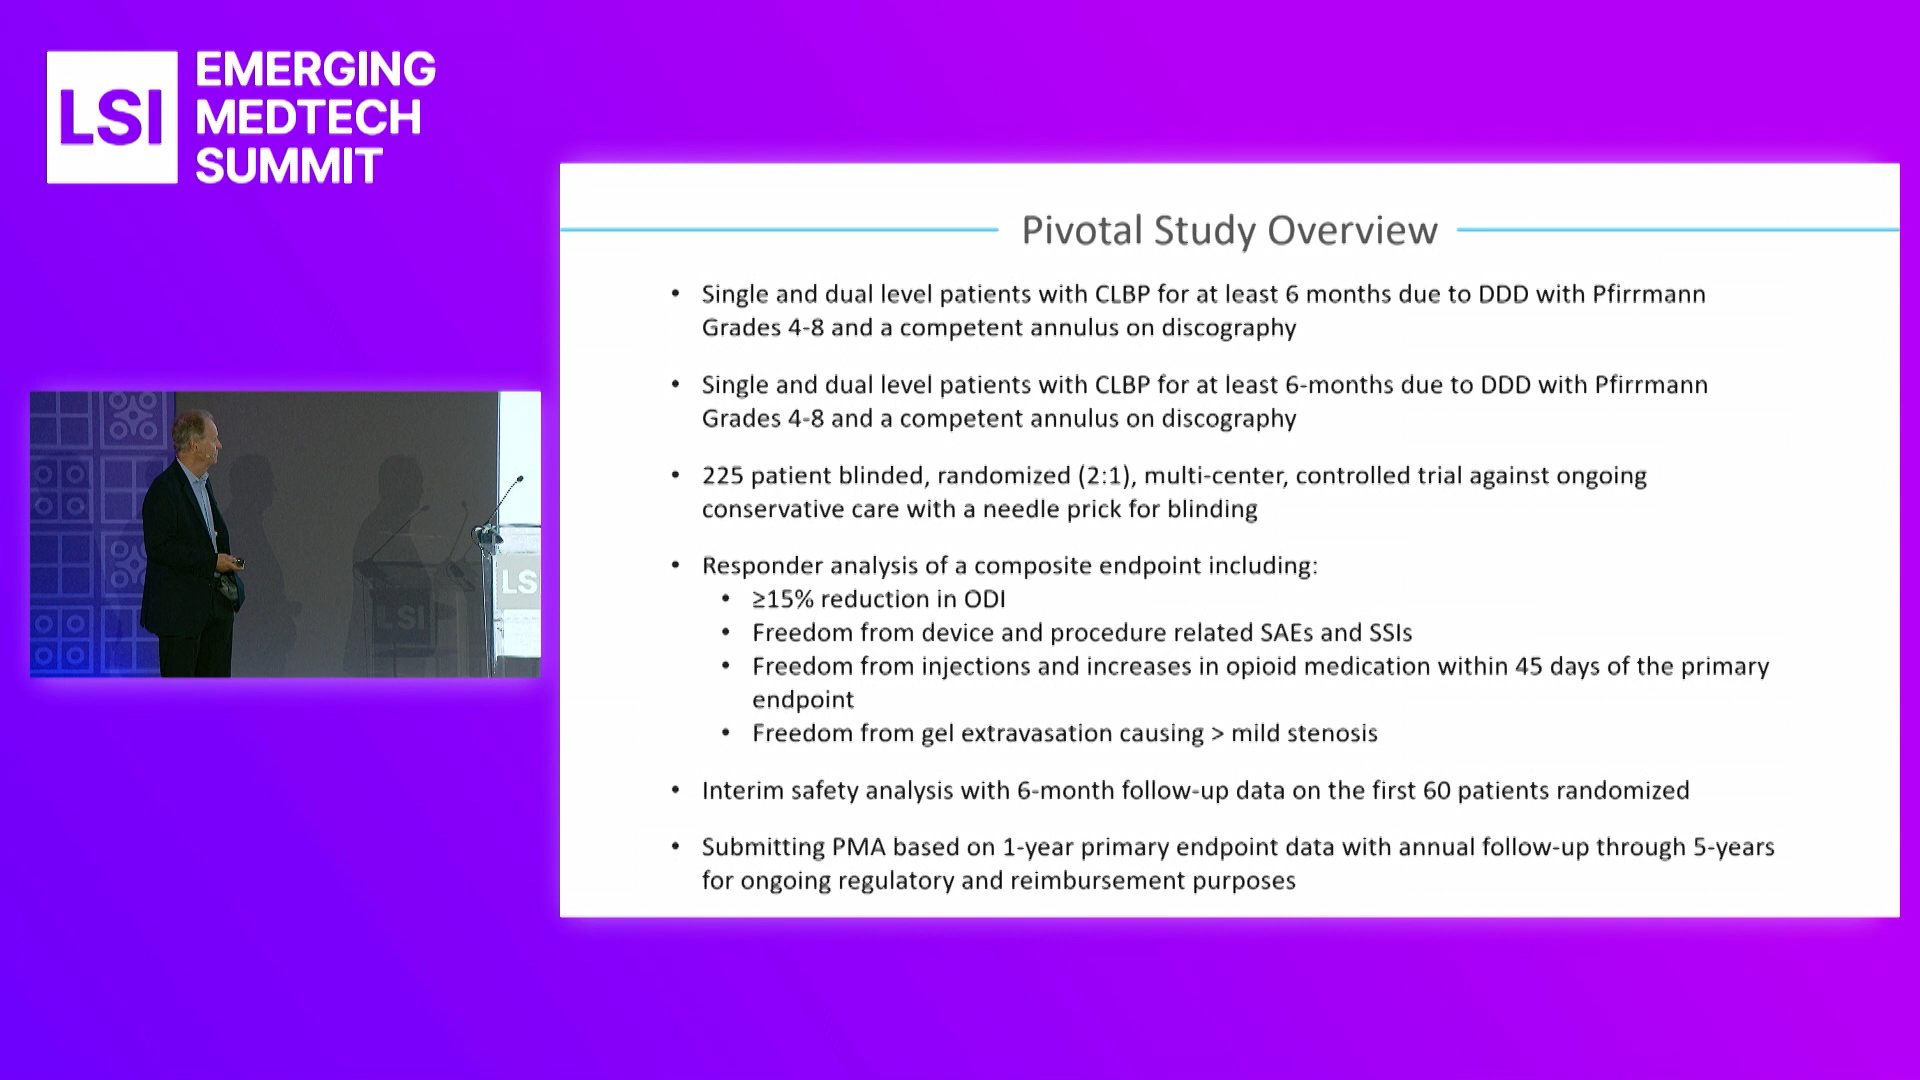 LSI
EMERGING
MEDTECH
SUMMIT
Pivotal Study Overview
• Single and dual level patients with CLBP for at least 6 months due to DDD with Pfirrmann
Grades 4-8 and a competent annulus on discography
• Single and dual level patients with CLBP for at least 6-months due to DDD with Pfirrmann
Grades 4-8 and a competent annulus on discography
• 225 patient blinded, randomized (2:1), multi-center, controlled trial against ongoing
conservative care with a needle prick for blinding
• Responder analysis of a composite endpoint including:
• ≥15% reduction in ODI
• Freedom from device and procedure related SAEs and SSIs
• Freedom from injections and increases in opioid medication within 45 days of the primary
endpoint
• Freedom from gel extravasation causing > mild stenosis
• Interim safety analysis with 6-month follow-up data on the first 60 patients randomized
• Submitting PMA based on 1-year primary endpoint data with annual follow-up through 5-years
for ongoing regulatory and reimbursement purposes
LSI
LS